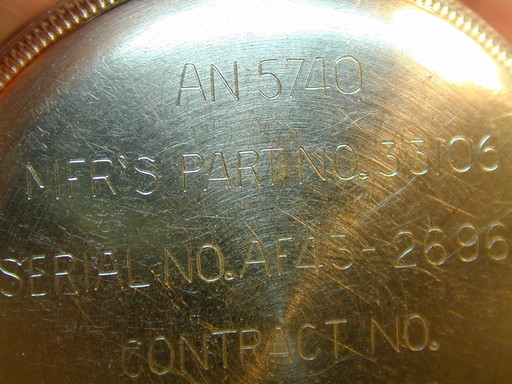 AN 5740
MFR'S PART NO. 33106
SERIAL NO. AF45-2696
CONTRACT NO.